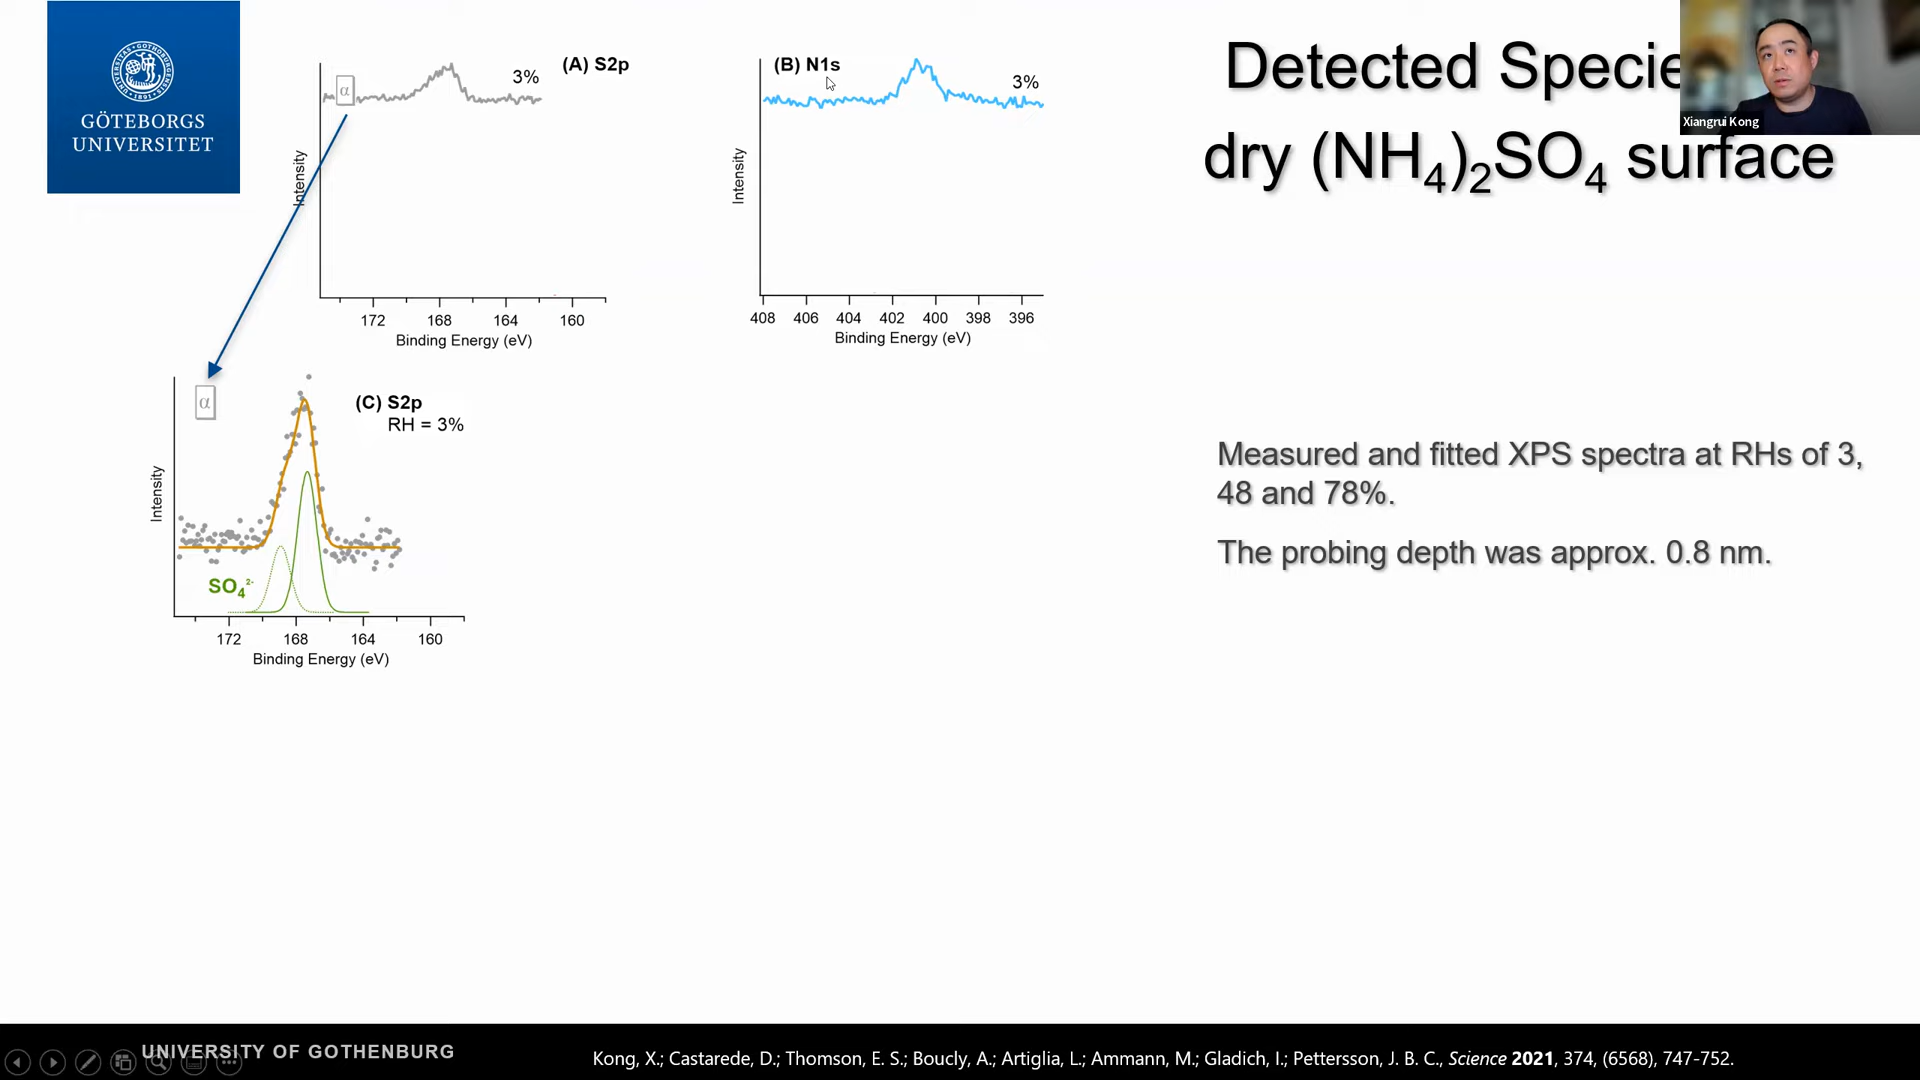 GÖTEBORGS
UNIVERSITET
(A) S2p
3%
α
Intensity
172 168 164 160
Binding Energy (eV)
(B) N1s
3%
Intensity
408 406 404 402 400 398 396
Binding Energy (eV)
Detected Specie
dry (NH4)2SO4 surface
Xiangrui Kong
α
(C) S2p
RH = 3%
Intensity
SO4 2-
172 168 164 160
Binding Energy (eV)
Measured and fitted XPS spectra at RHs of 3,
48 and 78%.
The probing depth was approx. 0.8 nm.
UNIVERSITY OF GOTHENBURG
Kong, X.; Castarede, D.; Thomson, E. S.; Boucly, A.; Artiglia, L.; Ammann, M.; Gladich, I.; Pettersson, J. B. C., Science 2021, 374, (6568), 747-752.